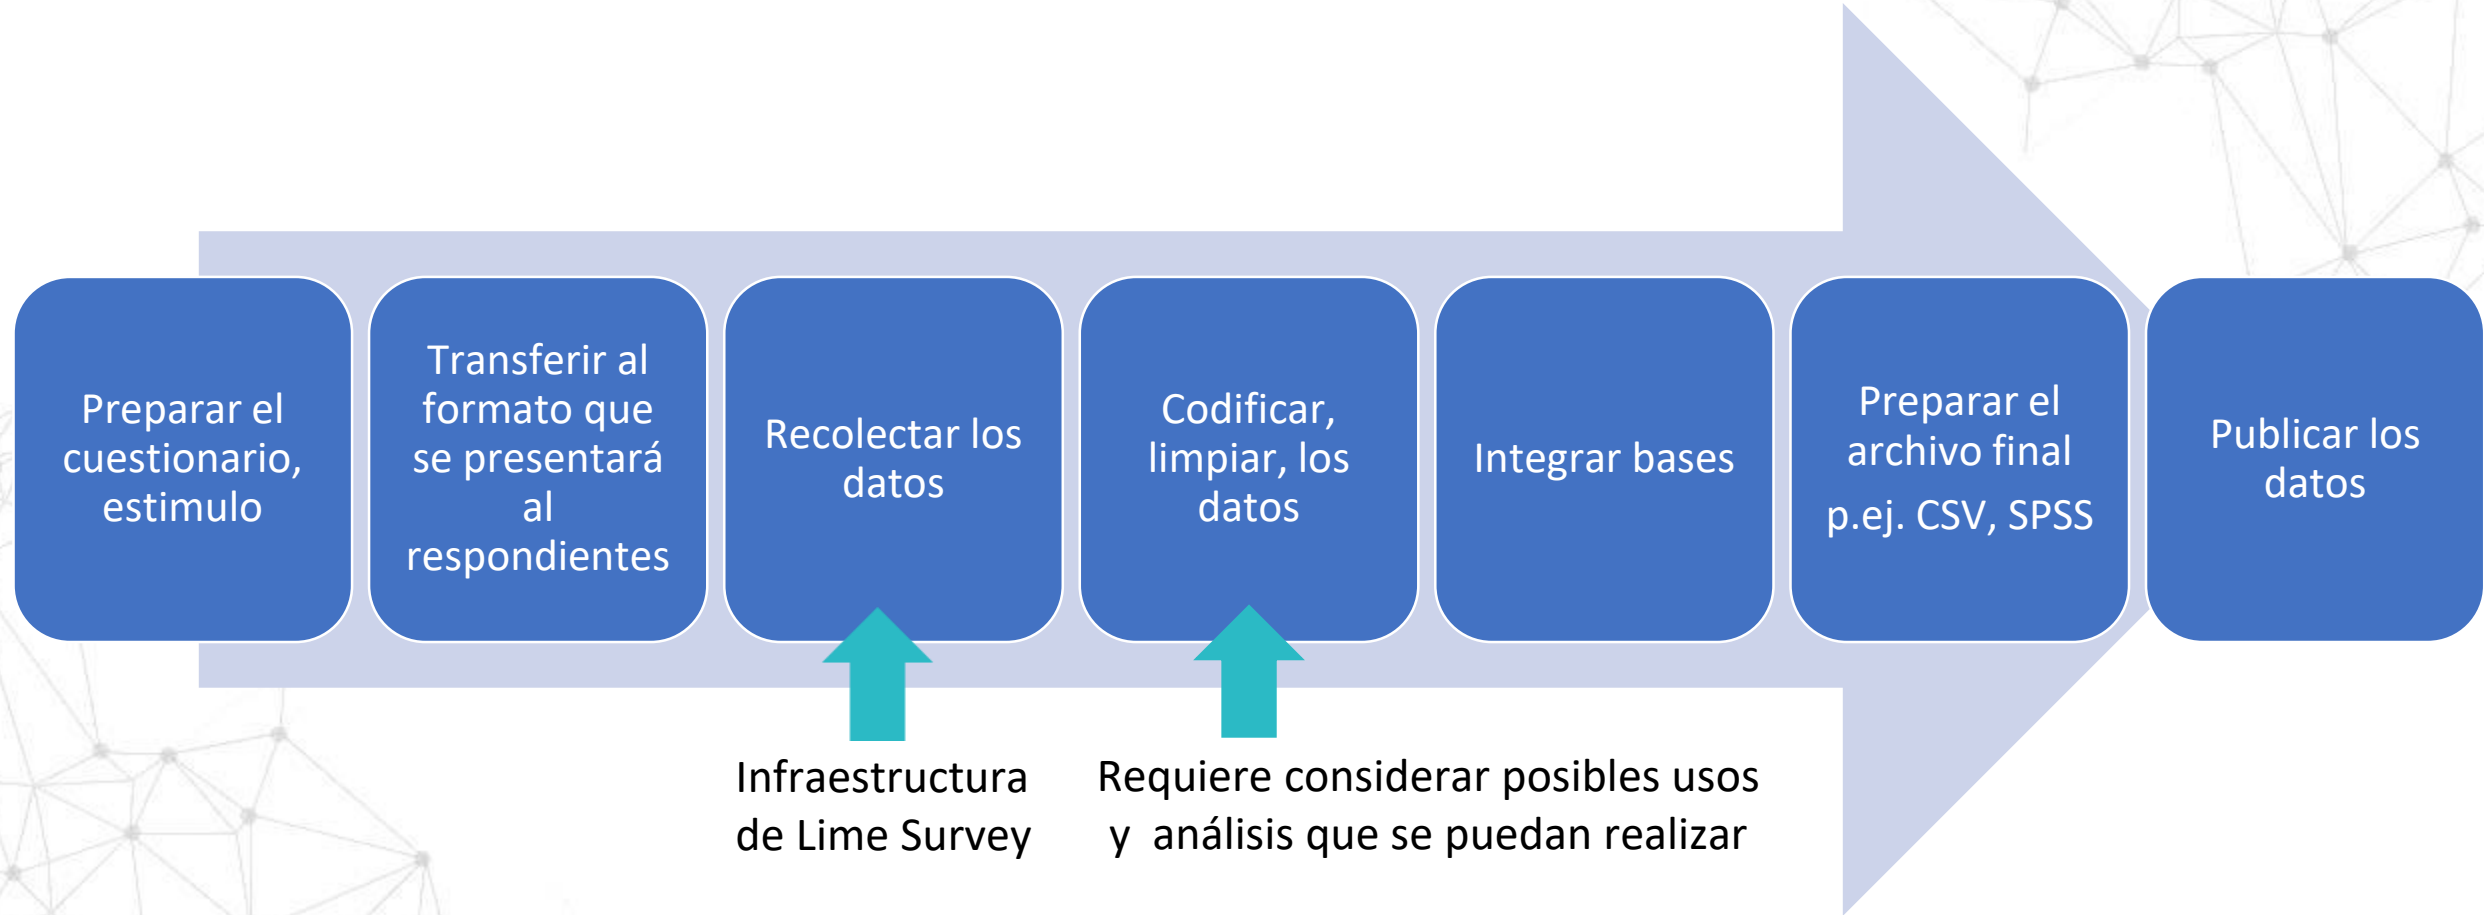 Preparar el
cuestionario,
estimulo
Transferir al
formato que
se presentará
al
respondientes
Recolectar los
datos
Codificar,
limpiar, los
datos
Integrar bases
Preparar el
archivo final
p.ej. CSV, SPSS
Publicar los
datos
Infraestructura
de Lime Survey
Requiere considerar posibles usos
y  análisis que se puedan realizar